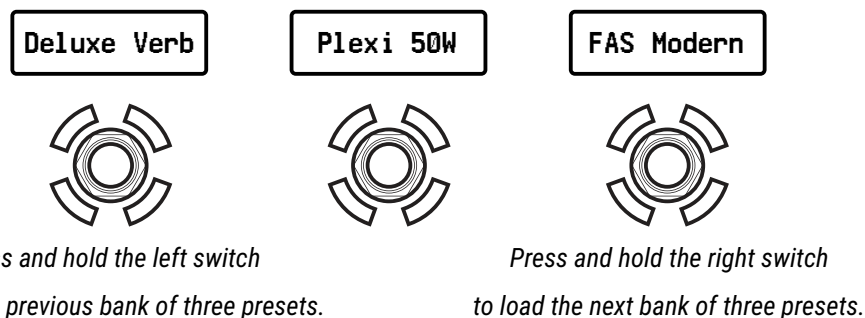 Deluxe Verb
Plexi 50W
FAS Modern
s and hold the left switch
previous bank of three presets.
Press and hold the right switch
to load the next bank of three presets.